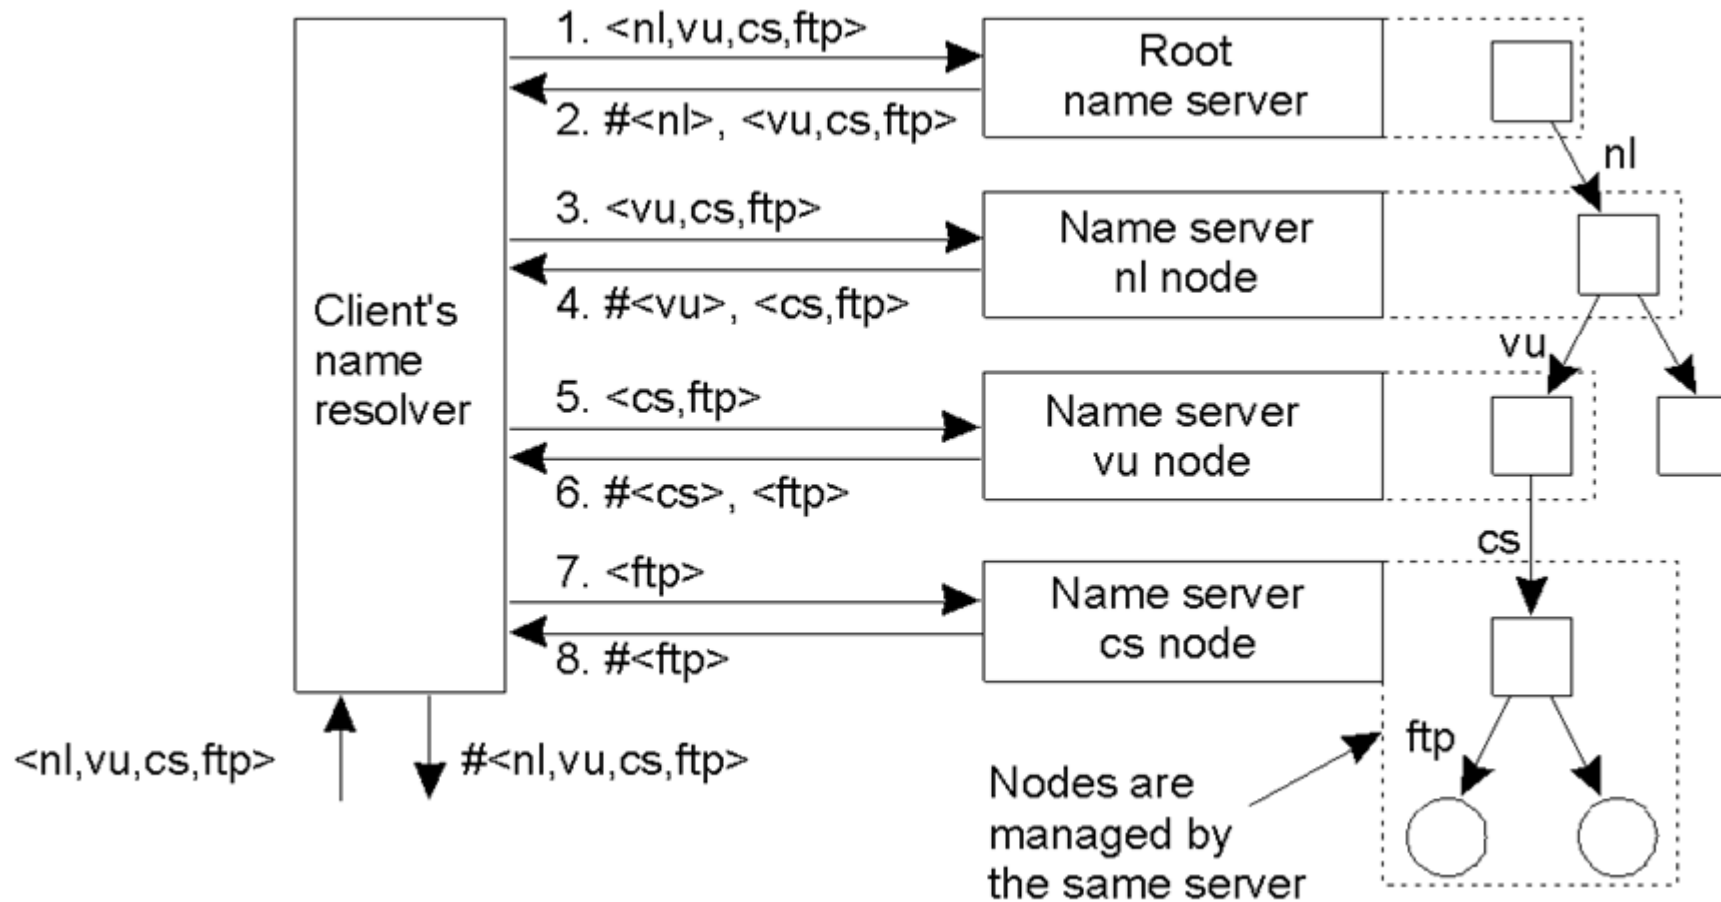 1. <nl,vu,cs,ftp>
2. #<nl>, <vu,cs,ftp>
Root
name server
nl
3. <vu,cs,ftp>
4. #<vu>, <cs,ftp>
Name server
nl node
vu
Client's
name
resolver
5. <cs,ftp>
6. #<cs>, <ftp>
Name server
vu node
cs
7. <ftp>
8. #<ftp>
Name server
cs node
ftp
<nl,vu,cs,ftp>
#<nl,vu,cs,ftp>
Nodes are
managed by
the same server